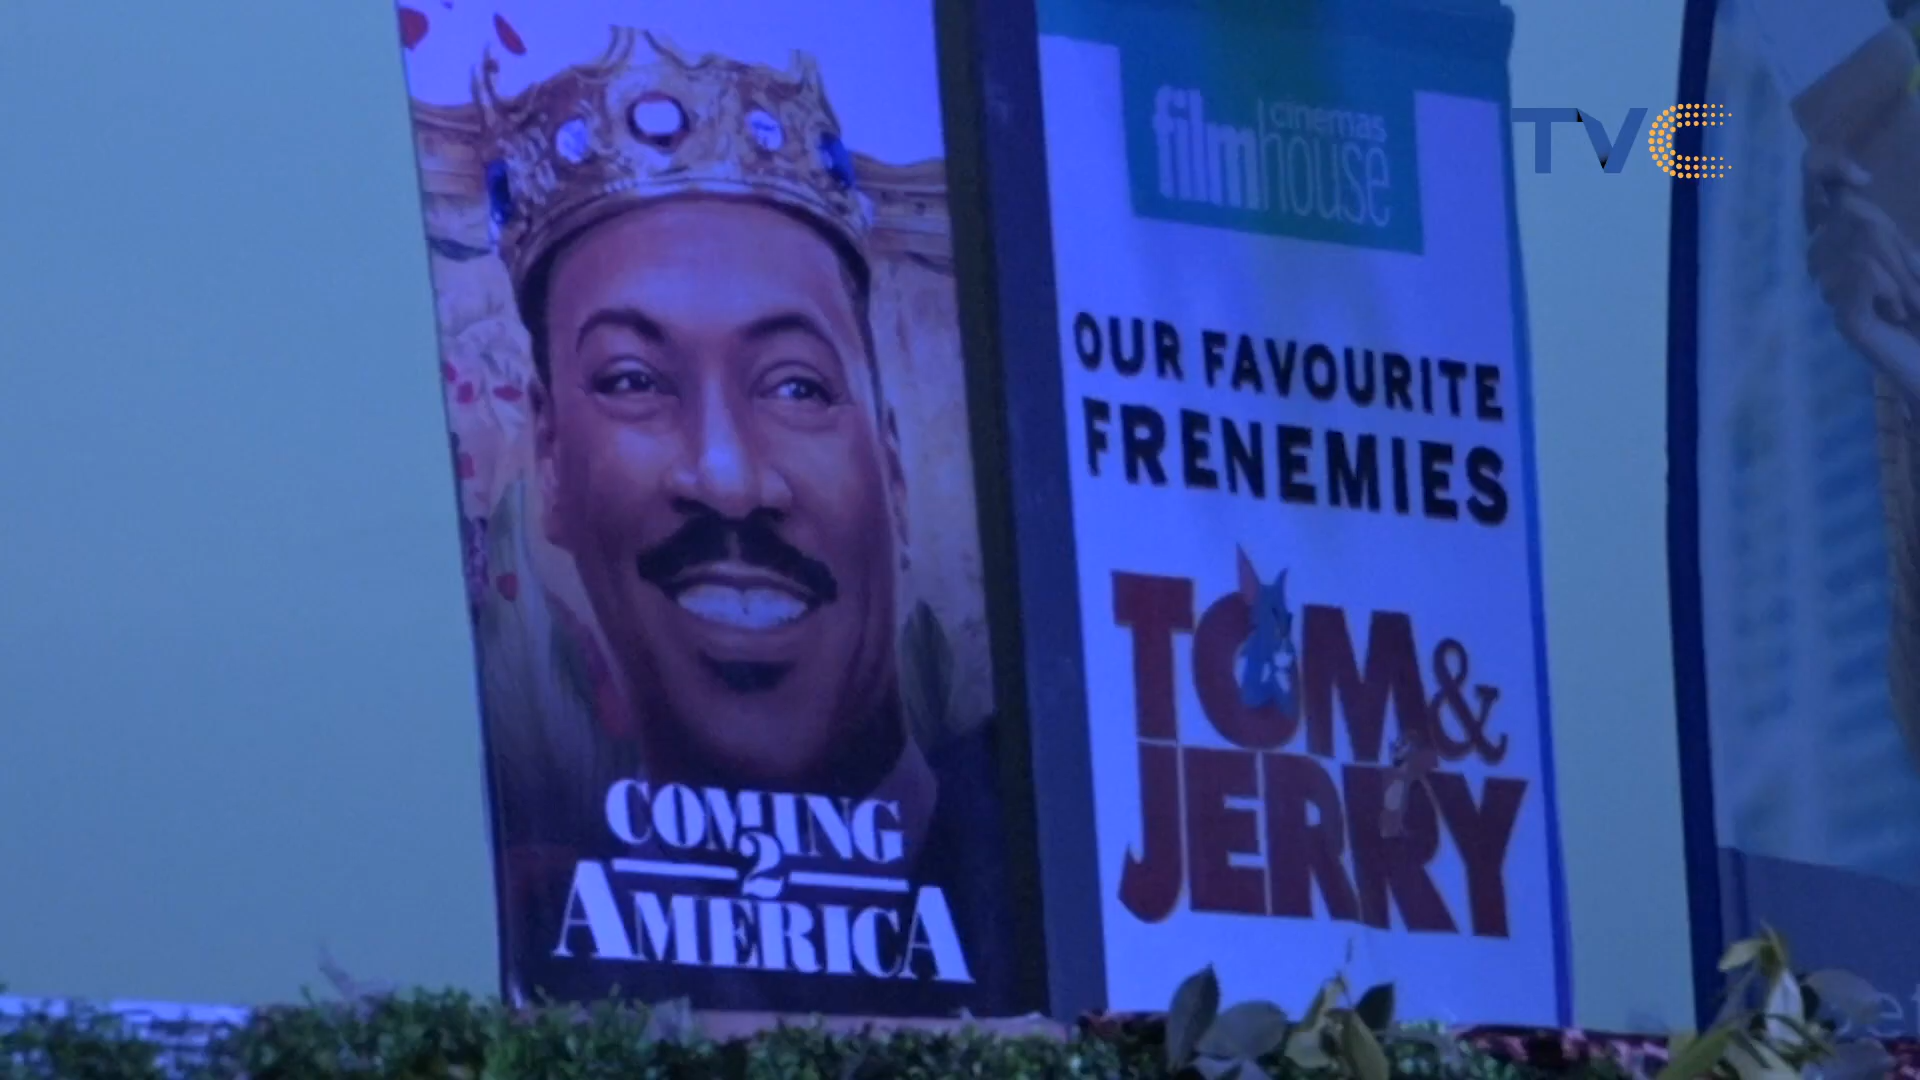 COMING
2
AMERICA
cinemas
filmhouse
OUR FAVOURITE
FRENEMIES
TOM &
JERRY
TVC